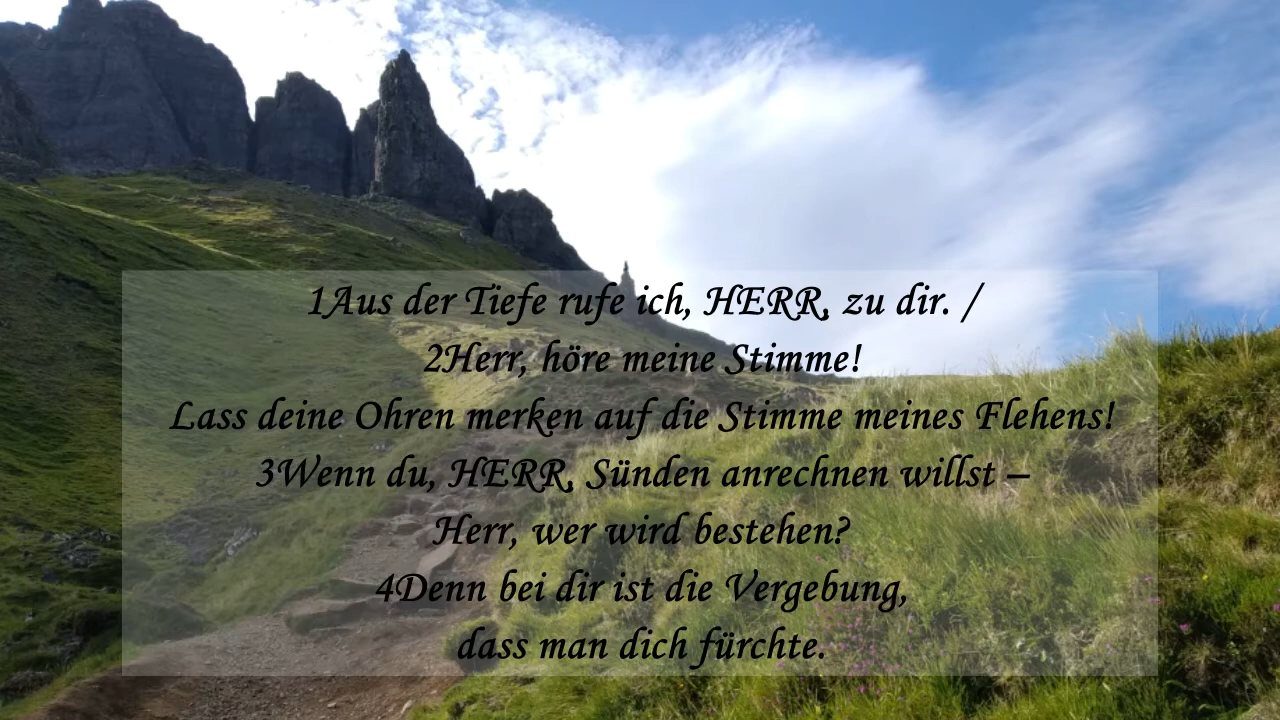 1Aus der Tiefe rufe ich, HERR, zu dir. /
2Herr, höre meine Stimme!
Lass deine Ohren merken auf die Stimme meines Flehens!
3Wenn du, HERR, Sünden anrechnen willst –
Herr, wer wird bestehen?
4Denn bei dir ist die Vergebung,
dass man dich fürchte.